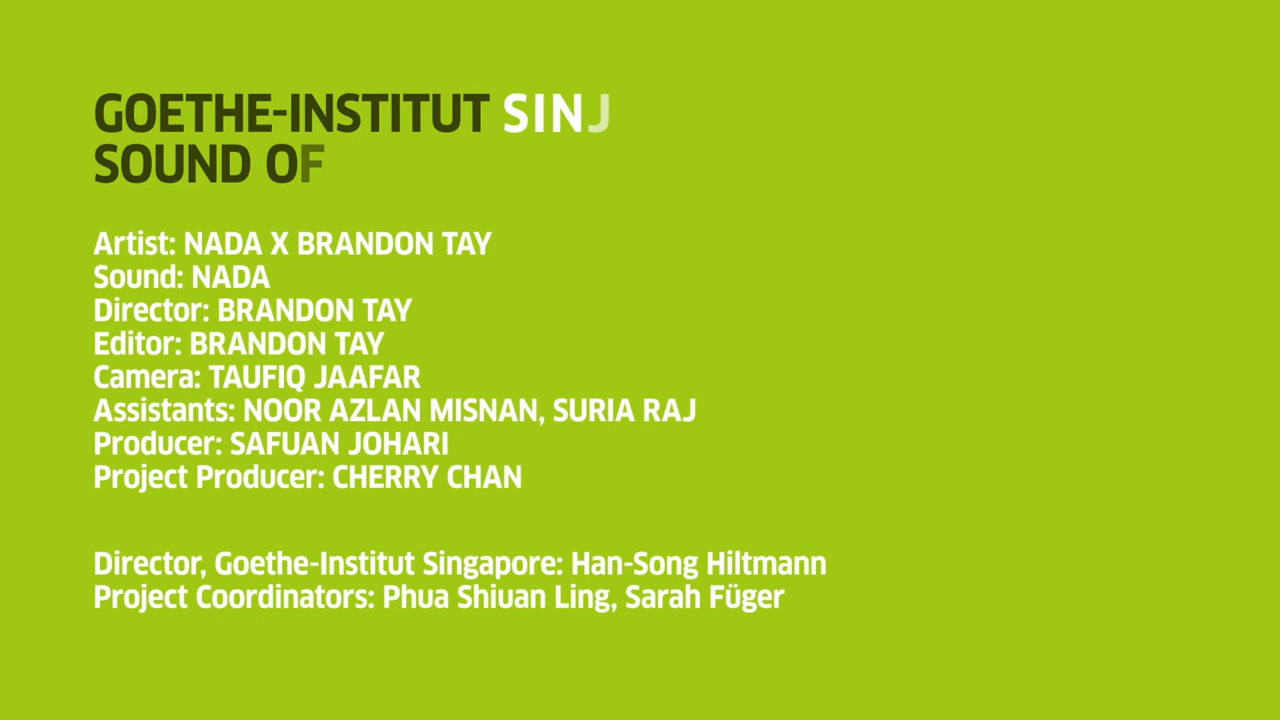 GOETHE-INSTITUT SINJ
SOUND OF
Artist: NADA X BRANDON TAY
Sound: NADA
Director: BRANDON TAY
Editor: BRANDON TAY
Camera: TAUFIQ JAAFAR
Assistants: NOOR AZLAN MISNAN, SURIA RAJ
Producer: SAFUAN JOHARI
Project Producer: CHERRY CHAN
Director, Goethe-Institut Singapore: Han-Song Hiltmann
Project Coordinators: Phua Shiuan Ling, Sarah Füger